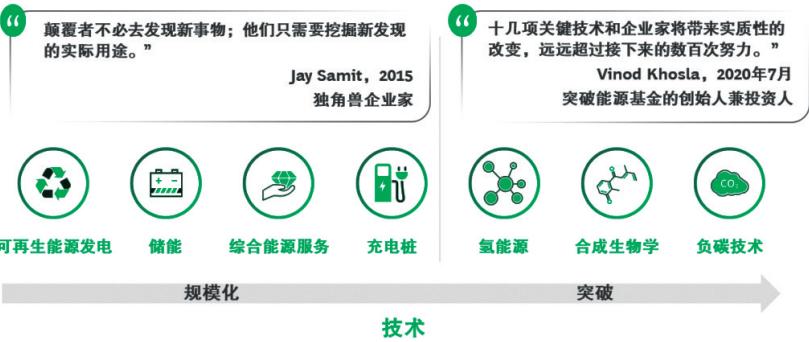 “
颠覆者不必去发现新事物；他们只需要挖掘新发现
的实际用途。”
Jay Samit，2015
独角兽企业家
“
十几项关键技术和企业家将带来实质性的
改变，远远超过接下来的数百次努力。”
Vinod Khosla，2020年7月
突破能源基金的创始人兼投资人
CO₂
可再生能源发电 储能 综合能源服务 充电桩 氢能源 合成生物学 负碳技术
规模化 突破
技术